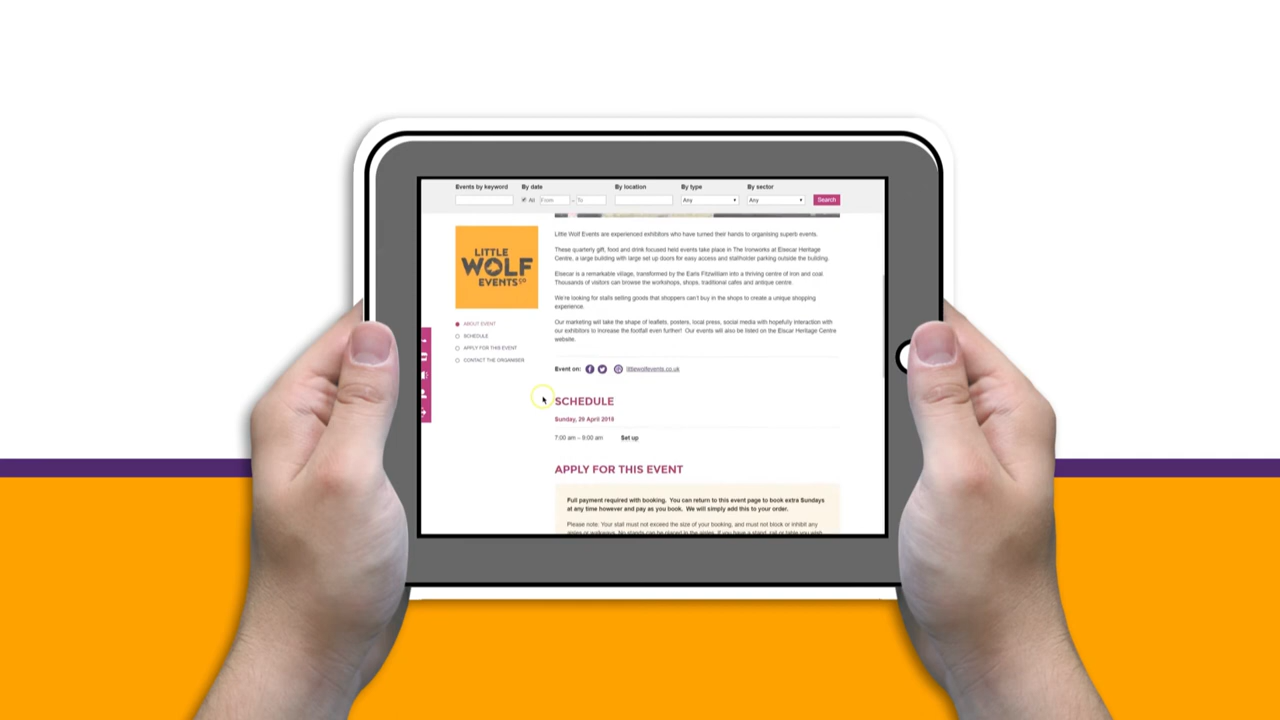 Events by keyword By date By location By type By sector
All From - To Any Any Search
Little Wolf Events are experienced exhibitors who have turned their hands to organising superb events.
LITTLE
WOLF
EVENTS Co
These quarterly gift, food and drink focused held events take place in The Ironworks at Elsecar Heritage
Centre, a large building with large set up doors for easy access and stallholder parking outside the building.
Elsecar is a remarkable village, transformed by the Earls Fitzwilliam into a thriving centre of iron and coal.
Thousands of visitors can browse the workshops, shops, traditional cafes and antique centre.
We're looking for stalls selling goods that shoppers can't buy in the shops to create a unique shopping
experience.
Our marketing will take the shape of leaflets, posters, local press, social media with hopefully interaction with
our exhibitors to increase the footfall even further! Our events will also be listed on the Elsecar Heritage Centre
website.
ABOUT EVENT
SCHEDULE
APPLY FOR THIS EVENT
CONTACT THE ORGANISER
Event on: littlewolfevents.co.uk
SCHEDULE
Sunday, 29 April 2018
7:00 am – 9:00 am Set up
APPLY FOR THIS EVENT
Full payment required with booking. You can return to this event page to book extra Sundays
at any time however and pay as you book. We will simply add this to your order.
Please note: Your stall must not exceed the size of your booking, and must not block or inhibit any